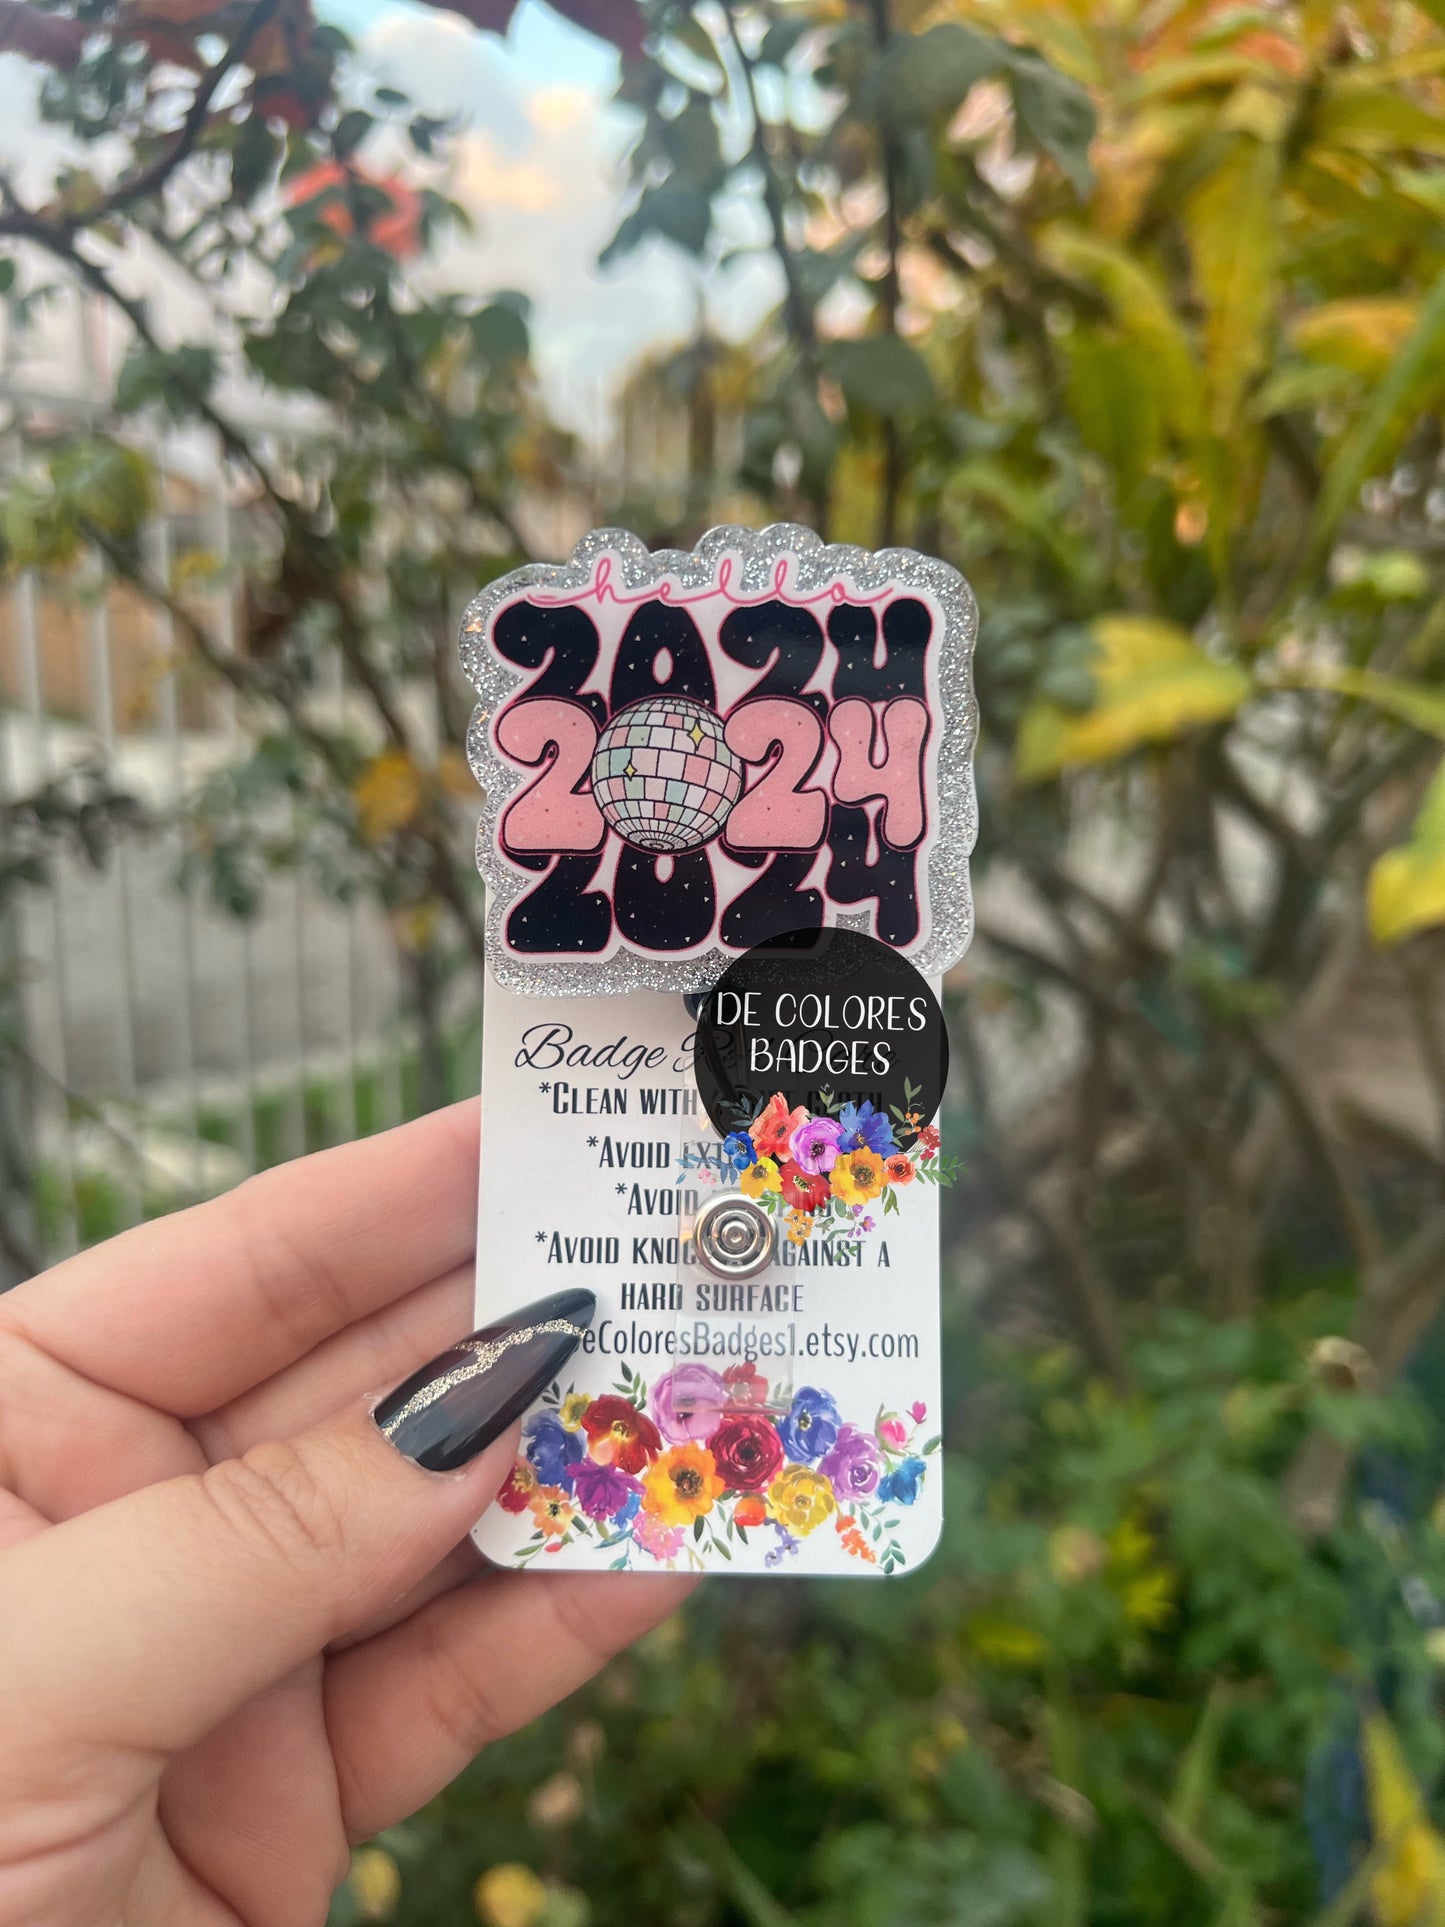 hello
2024
2024
2024
DE COLORES
BADGES
Badge
*CLEAN WITH
*AVOID
*AVOID
*AVOID AGAINST A
HARD SURFACE
eColoresBadges1.etsy.com